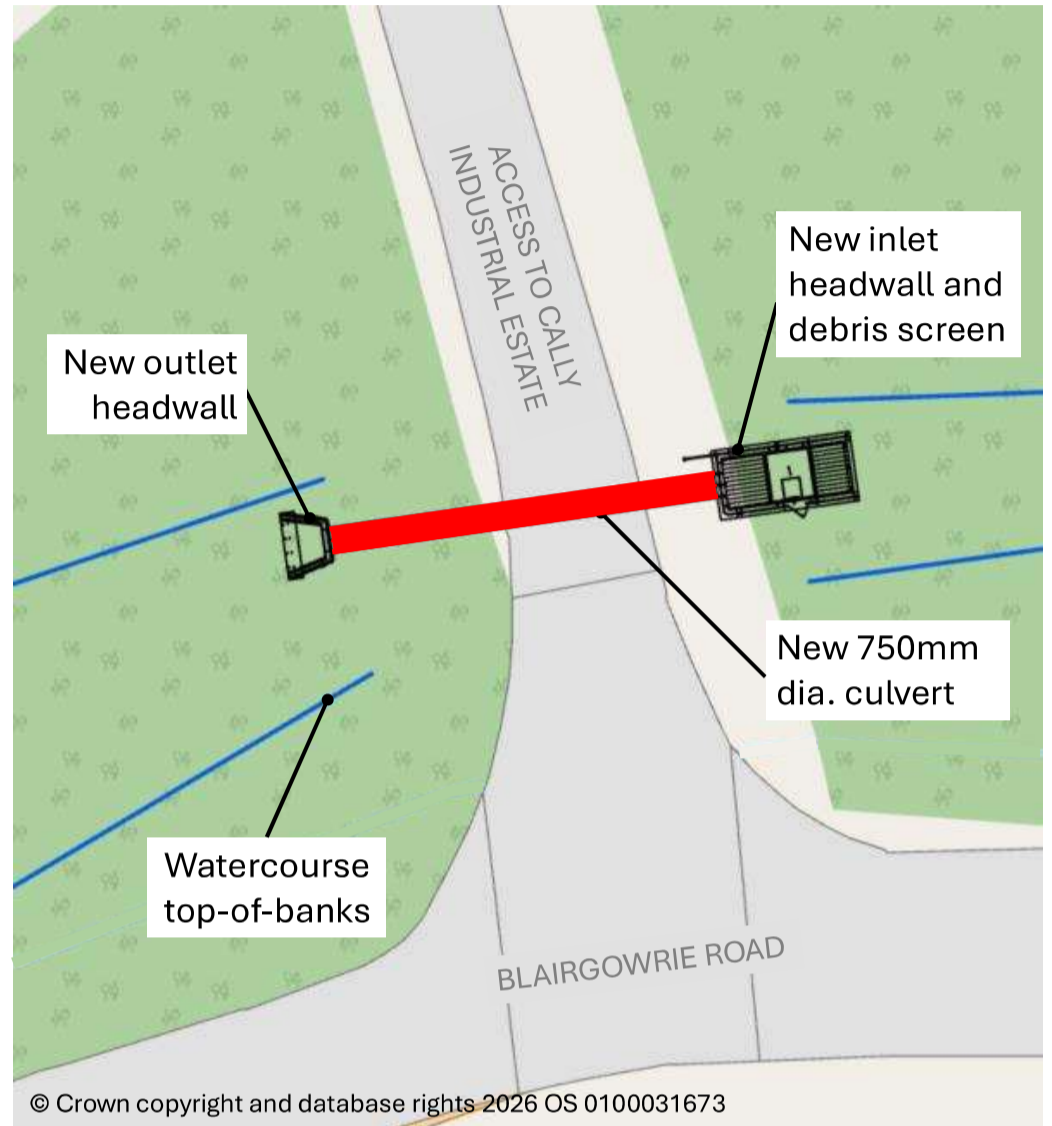 ACCESS TO CALLY
INDUSTRIAL ESTATE
New inlet
headwall and
debris screen
New outlet
headwall
New 750mm
dia. culvert
Watercourse
top-of-banks
BLAIRGOWRIE ROAD
© Crown copyright and database rights 2026 OS 0100031673